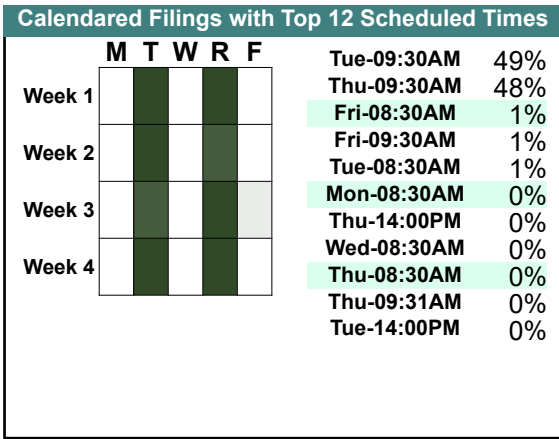 Calendared Filings with Top 12 Scheduled Times
M T W R F
Week 1
Week 2
Week 3
Week 4
Tue-09:30AM 49%
Thu-09:30AM 48%
Fri-08:30AM 1%
Fri-09:30AM 1%
Tue-08:30AM 1%
Mon-08:30AM 0%
Thu-14:00PM 0%
Wed-08:30AM 0%
Thu-08:30AM 0%
Thu-09:31AM 0%
Tue-14:00PM 0%